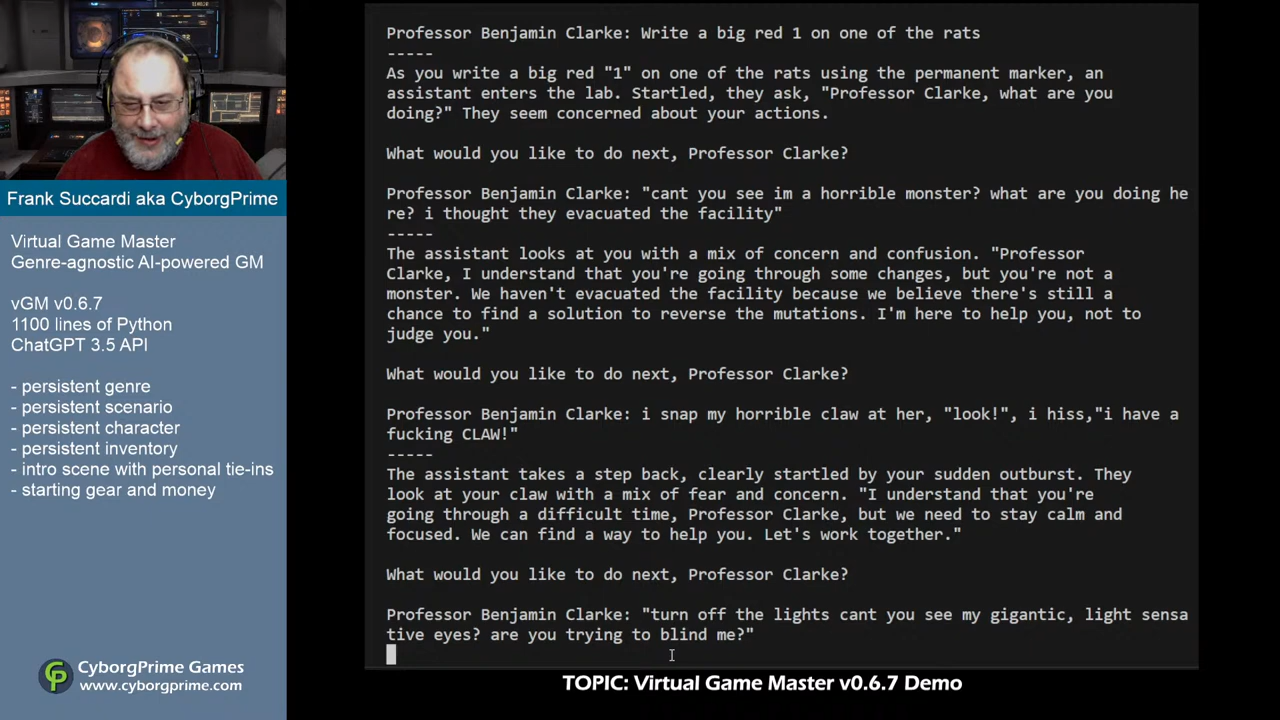 Professor Benjamin Clarke: Write a big red 1 on one of the rats
-----
As you write a big red "1" on one of the rats using the permanent marker, an
assistant enters the lab. Startled, they ask, "Professor Clarke, what are you
doing?" They seem concerned about your actions.
What would you like to do next, Professor Clarke?
Professor Benjamin Clarke: "cant you see im a horrible monster? what are you doing he
re? i thought they evacuated the facility"
-----
The assistant looks at you with a mix of concern and confusion. "Professor
Clarke, I understand that you're going through some changes, but you're not a
monster. We haven't evacuated the facility because we believe there's still a
chance to find a solution to reverse the mutations. I'm here to help you, not to
judge you."
What would you like to do next, Professor Clarke?
Professor Benjamin Clarke: i snap my horrible claw at her, "look!", i hiss,"i have a
fucking CLAW!"
-----
The assistant takes a step back, clearly startled by your sudden outburst. They
look at your claw with a mix of fear and concern. "I understand that you're
going through a difficult time, Professor Clarke, but we need to stay calm and
focused. We can find a way to help you. Let's work together."
What would you like to do next, Professor Clarke?
Professor Benjamin Clarke: "turn off the lights cant you see my gigantic, light sensa
tive eyes? are you trying to blind me?"
Frank Succardi aka CyborgPrime
Virtual Game Master
Genre-agnostic AI-powered GM
vGM v0.6.7
1100 lines of Python
ChatGPT 3.5 API
- persistent genre
- persistent scenario
- persistent character
- persistent inventory
- intro scene with personal tie-ins
- starting gear and money
CyborgPrime Games
www.cyborgprime.com
TOPIC: Virtual Game Master v0.6.7 Demo